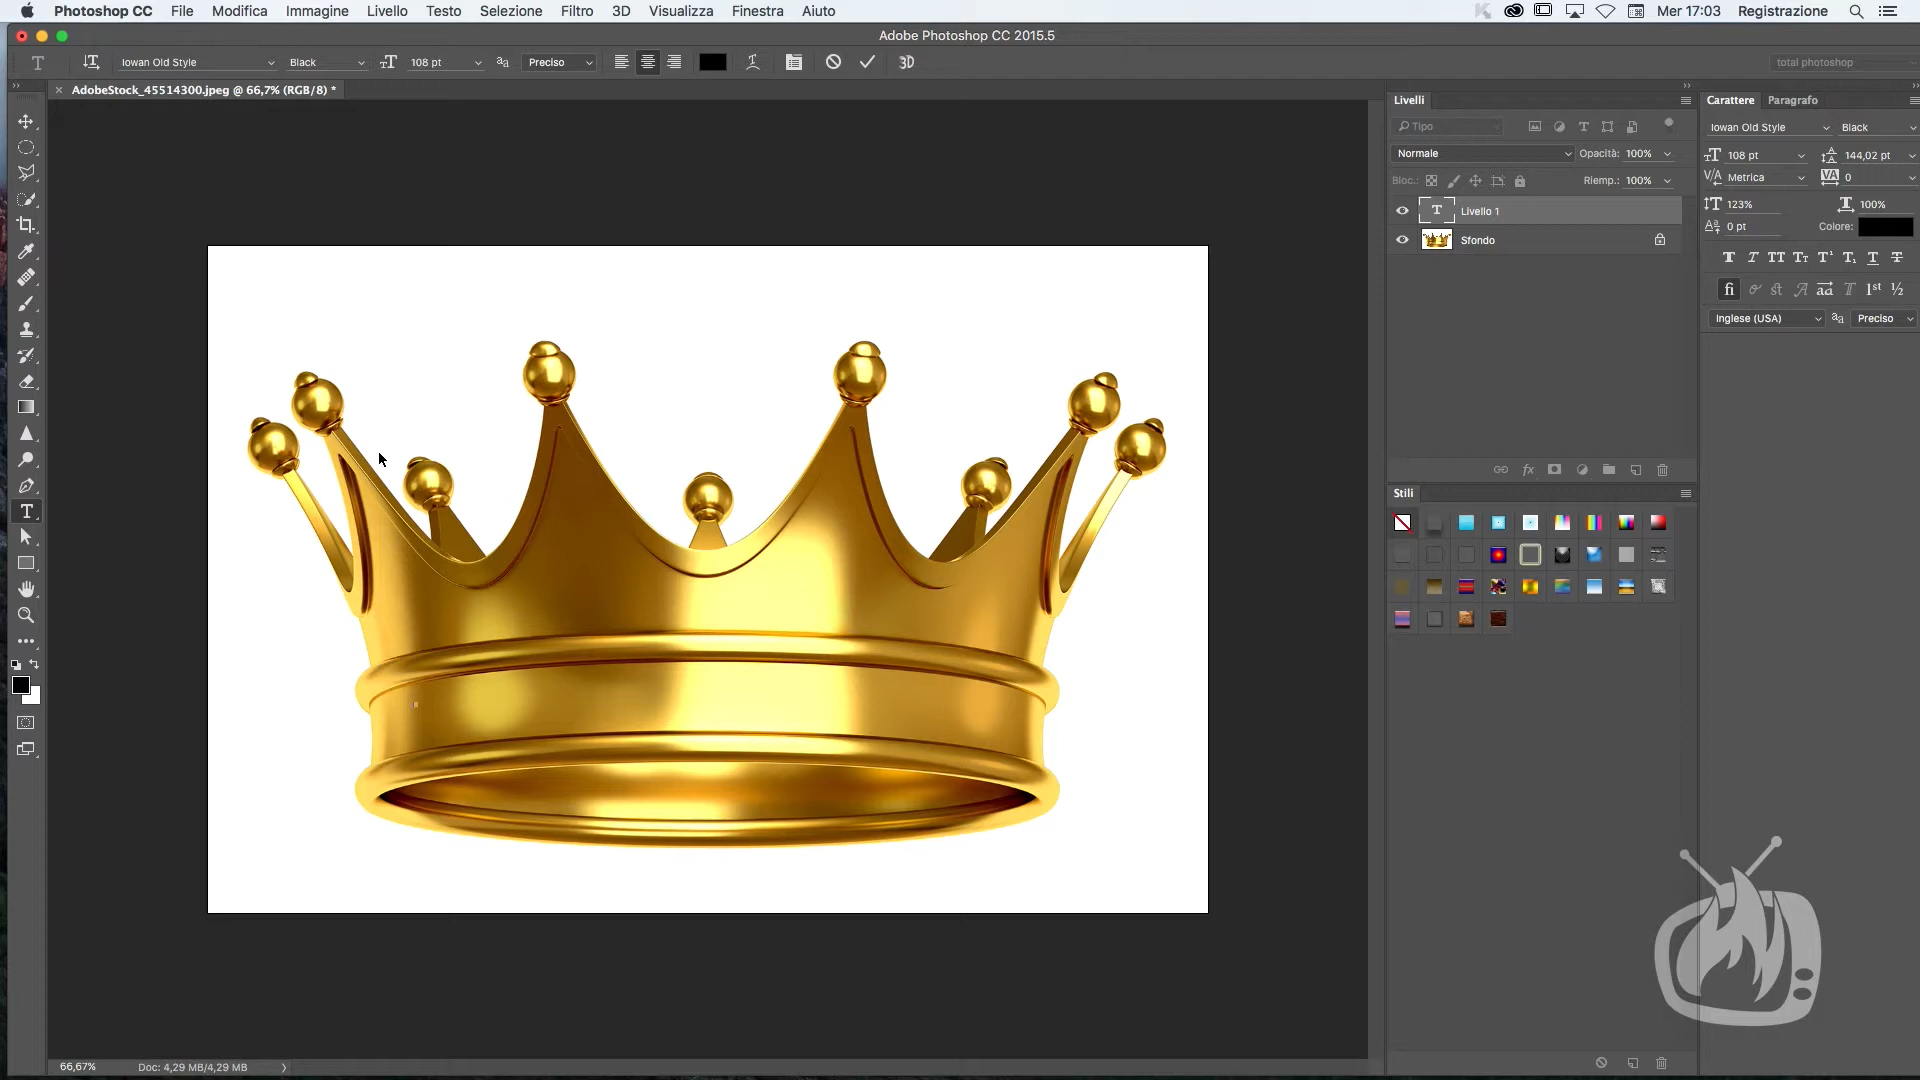 Photoshop CC File Modifica Immagine Livello Testo Selezione Filtro 3D Visualizza Finestra Aiuto Mer 17:03 Registrazione
Adobe Photoshop CC 2015.5
Iowan Old Style Black 108 pt Preciso 3D total photoshop
AdobeStock_45514300.jpeg @ 66,7% (RGB/8) *
Livelli
Tipo
Normale Opacità: 100%
Bloc.: Riemp.: 100%
Livello 1
Sfondo
Stili
Carattere Paragrafo
Iowan Old Style Black
108 pt 144,02 pt
Metrica 0
123% 100%
0 pt Colore:
Inglese (USA) Preciso
66,67% Doc: 4,29 MB/4,29 MB